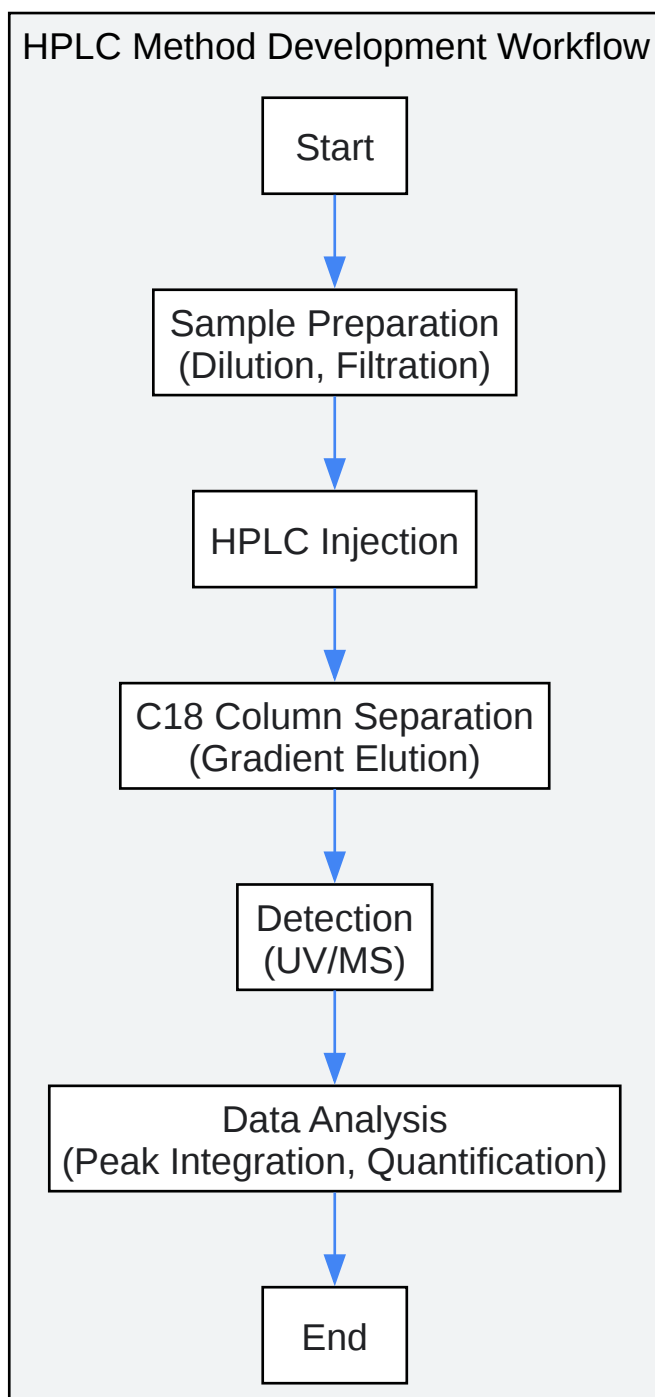 HPLC Method Development Workflow
Start
Sample Preparation
(Dilution, Filtration)
HPLC Injection
C18 Column Separation
(Gradient Elution)
Detection
(UV/MS)
Data Analysis
(Peak Integration, Quantification)
End